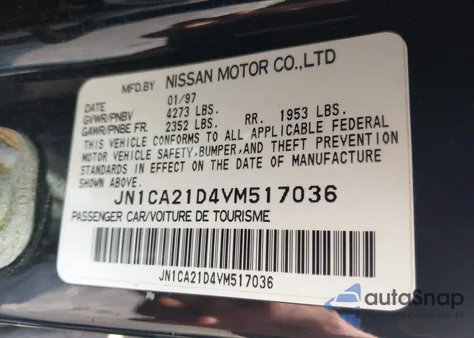 MFD.BY NISSAN MOTOR CO.,LTD
DATE 01/97
GVWR/PNBV 4273 LBS.
GAWR/PNBE FR. 2352 LBS. RR. 1953 LBS.
THIS VEHICLE CONFORMS TO ALL APPLICABLE FEDERAL
MOTOR VEHICLE SAFETY, BUMPER, AND THEFT PREVENTION
STANDARDS IN EFFECT ON THE DATE OF MANUFACTURE
SHOWN ABOVE.
JN1CA21D4VM517036
PASSENGER CAR/VOITURE DE TOURISME
JN1CA21D4VM517036
autoSnap